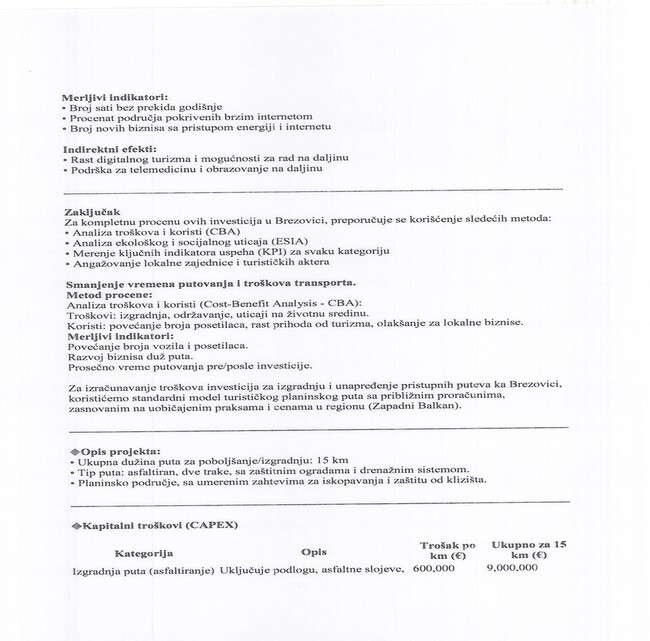 Merljivi indikatori:
• Broj sati bez prekida godišnje
• Procenat područja pokrivenih brzim internetom
• Broj novih biznisa sa pristupom energiji i internetu
Indirektni efekti:
• Rast digitalnog turizma i mogućnosti za rad na daljinu
• Podrška za telemedicinu i obrazovanje na daljinu
Zaključak
Za kompletnu procenu ovih investicija u Brezovici, preporučuje se korišćenje sledećih metoda:
• Analiza troškova i koristi (CBA)
• Analiza ekološkog i socijalnog uticaja (ESIA)
• Merenje ključnih indikatora uspeha (KPI) za svaku kategoriju
• Angažovanje lokalne zajednice i turističkih aktera
Smanjenje vremena putovanja i troškova transporta.
Metod procene:
Analiza troškova i koristi (Cost-Benefit Analysis - CBA):
Troškovi: izgradnja, održavanje, uticaji na životnu sredinu.
Koristi: povećanje broja posetilaca, rast prihoda od turizma, olakšanje za lokalne biznise.
Merljivi indikatori:
Povećanje broja vozila i posetilaca.
Razvoj biznisa duž puta.
Prosečno vreme putovanja pre/posle investicije.
Za izračunavanje troškova investicija za izgradnju i unapređenje pristupnih puteva ka Brezovici,
koristićemo standardni model turističkog planinskog puta sa približnim proračunima,
zasnovanim na uobičajenim praksama i cenama u regionu (Zapadni Balkan).
◈Opis projekta:
• Ukupna dužina puta za poboljšanje/izgradnju: 15 km
• Tip puta: asfaltiran, dve trake, sa zaštitnim ogradama i drenažnim sistemom.
• Planinsko područje, sa umerenim zahtevima za iskopavanja i zaštitu od klizišta.
◈Kapitalni troškovi (CAPEX)
Kategorija Opis Trošak po km (€) Ukupno za 15 km (€)
Izgradnja puta (asfaltiranje) Uključuje podlogu, asfaltne slojeve, 600,000 9,000,000